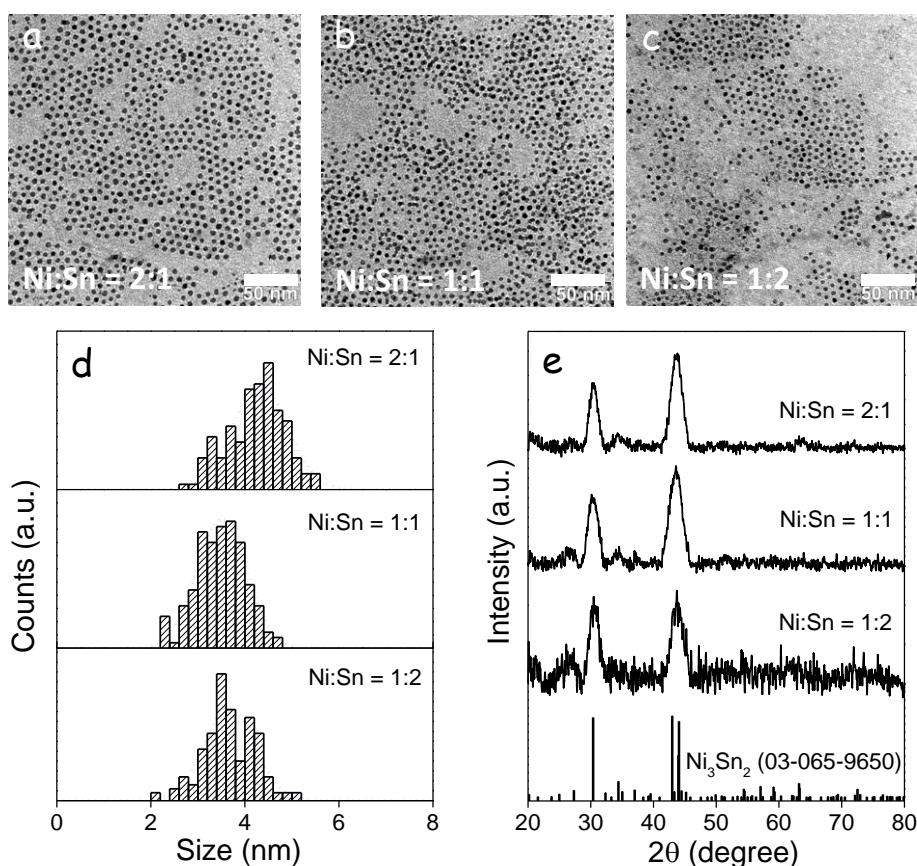 a
Ni:Sn = 2:1
50 nm
b
Ni:Sn = 1:1
50 nm
c
Ni:Sn = 1:2
50 nm
d
Ni:Sn = 2:1
Ni:Sn = 1:1
Ni:Sn = 1:2
Counts (a.u.)
0 2 4 6 8
Size (nm)
e
Ni:Sn = 2:1
Ni:Sn = 1:1
Ni:Sn = 1:2
Ni₃Sn₂ (03-065-9650)
Intensity (a.u.)
20 30 40 50 60 70 80
2θ (degree)